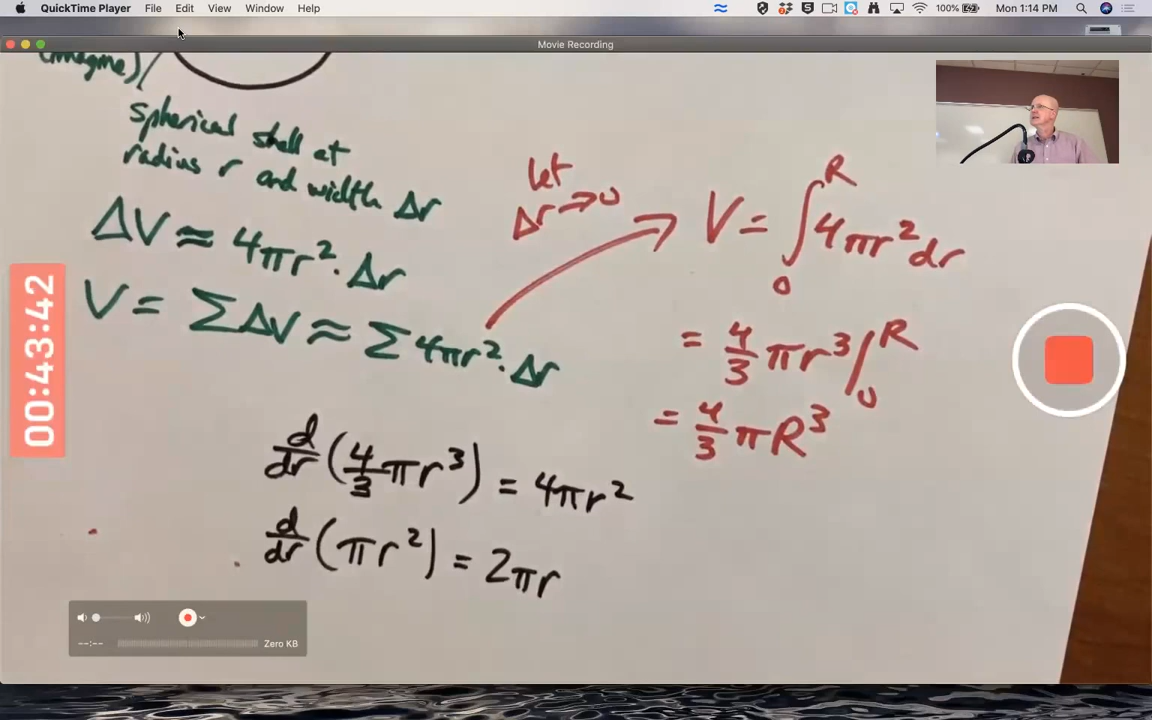 QuickTime Player File Edit View Window Help 100% Mon 1:14 PM
Movie Recording
(imagine)
spherical shell at
radius r and width Δr
ΔV ≈ 4πr²·Δr
V = ΣΔV ≈ Σ4πr²·Δr
let
Δr→0
V = ∫₀ᴿ 4πr²dr
= 4/3 πr³ |₀ᴿ
= 4/3 πR³
d/dr (4/3 πr³) = 4πr²
d/dr (πr²) = 2πr
00:43:42
--:-- Zero KB